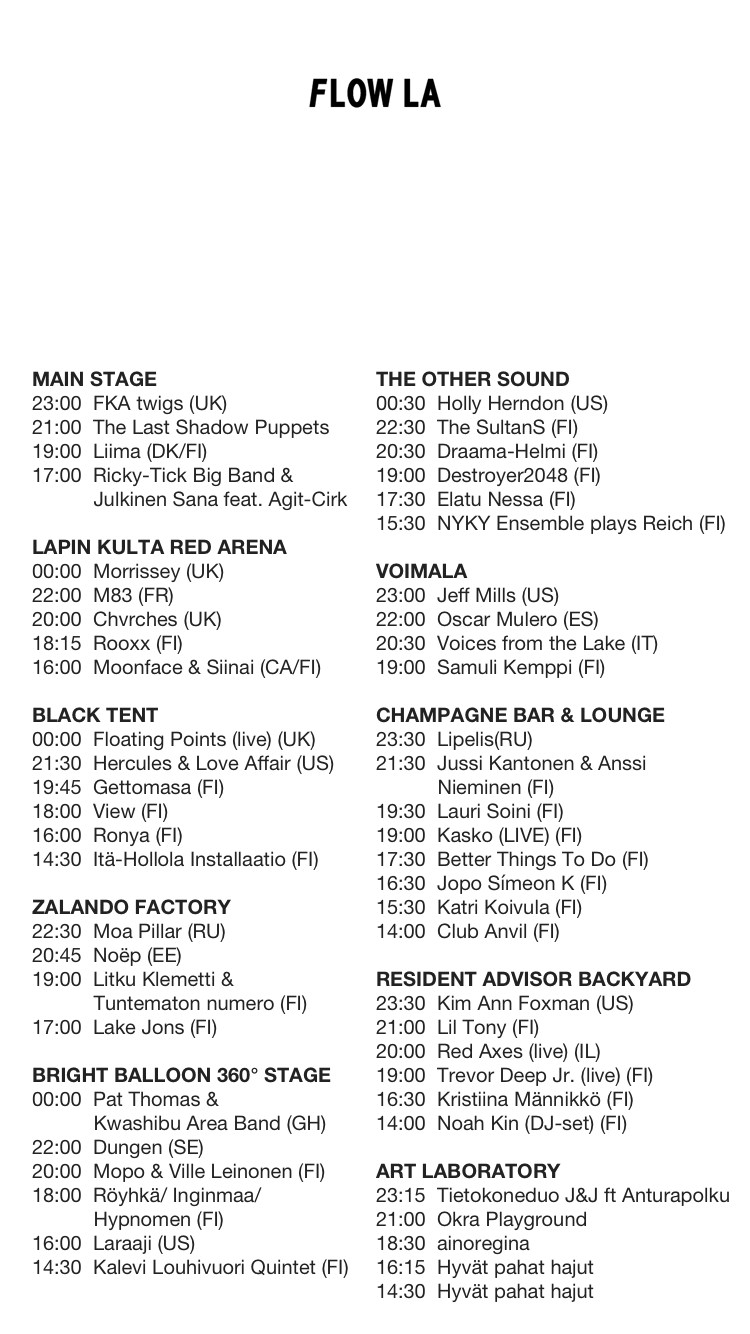 FLOW LA
MAIN STAGE
23:00 FKA twigs (UK)
21:00 The Last Shadow Puppets
19:00 Liima (DK/FI)
17:00 Ricky-Tick Big Band &
Julkinen Sana feat. Agit-Cirk
LAPIN KULTA RED ARENA
00:00 Morrissey (UK)
22:00 M83 (FR)
20:00 Chvrches (UK)
18:15 Rooxx (FI)
16:00 Moonface & Siinai (CA/FI)
BLACK TENT
00:00 Floating Points (live) (UK)
21:30 Hercules & Love Affair (US)
19:45 Gettomasa (FI)
18:00 View (FI)
16:00 Ronya (FI)
14:30 Itä-Hollola Installaatio (FI)
ZALANDO FACTORY
22:30 Moa Pillar (RU)
20:45 Noëp (EE)
19:00 Litku Klemetti &
Tuntematon numero (FI)
17:00 Lake Jons (FI)
BRIGHT BALLOON 360° STAGE
00:00 Pat Thomas &
Kwashibu Area Band (GH)
22:00 Dungen (SE)
20:00 Mopo & Ville Leinonen (FI)
18:00 Röyhkä/ Inginmaa/
Hypnomen (FI)
16:00 Laraaji (US)
14:30 Kalevi Louhivuori Quintet (FI)
THE OTHER SOUND
00:30 Holly Herndon (US)
22:30 The SultanS (FI)
20:30 Draama-Helmi (FI)
19:00 Destroyer2048 (FI)
17:30 Elatu Nessa (FI)
15:30 NYKY Ensemble plays Reich (FI)
VOIMALA
23:00 Jeff Mills (US)
22:00 Oscar Mulero (ES)
20:30 Voices from the Lake (IT)
19:00 Samuli Kemppi (FI)
CHAMPAGNE BAR & LOUNGE
23:30 Lipelis(RU)
21:30 Jussi Kantonen & Anssi
Nieminen (FI)
19:30 Lauri Soini (FI)
19:00 Kasko (LIVE) (FI)
17:30 Better Things To Do (FI)
16:30 Jopo Símeon K (FI)
15:30 Katri Koivula (FI)
14:00 Club Anvil (FI)
RESIDENT ADVISOR BACKYARD
23:30 Kim Ann Foxman (US)
21:00 Lil Tony (FI)
20:00 Red Axes (live) (IL)
19:00 Trevor Deep Jr. (live) (FI)
16:30 Kristiina Männikkö (FI)
14:00 Noah Kin (DJ-set) (FI)
ART LABORATORY
23:15 Tietokoneduo J&J ft Anturapolku
21:00 Okra Playground
18:30 ainoregina
16:15 Hyvät pahat hajut
14:30 Hyvät pahat hajut